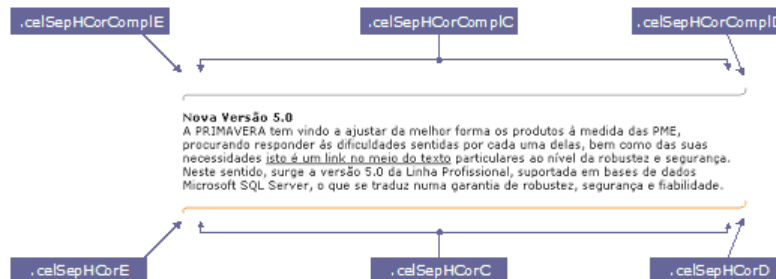 .celSepHCorComplE .celSepHCorComplC .celSepHCorComplD
Nova Versão 5.0
A PRIMAVERA tem vindo a ajustar da melhor forma os produtos á medida das PME,
procurando responder ás dificuldades sentidas por cada uma delas, bem como das suas
necessidades isto é um link no meio do texto particulares ao nível da robustez e segurança.
Neste sentido, surge a versão 5.0 da Linha Profissional, suportada em bases de dados
Microsoft SQL Server, o que se traduz numa garantia de robustez, segurança e fiabilidade.
.celSepHCorE .celSepHCorC .celSepHCorD